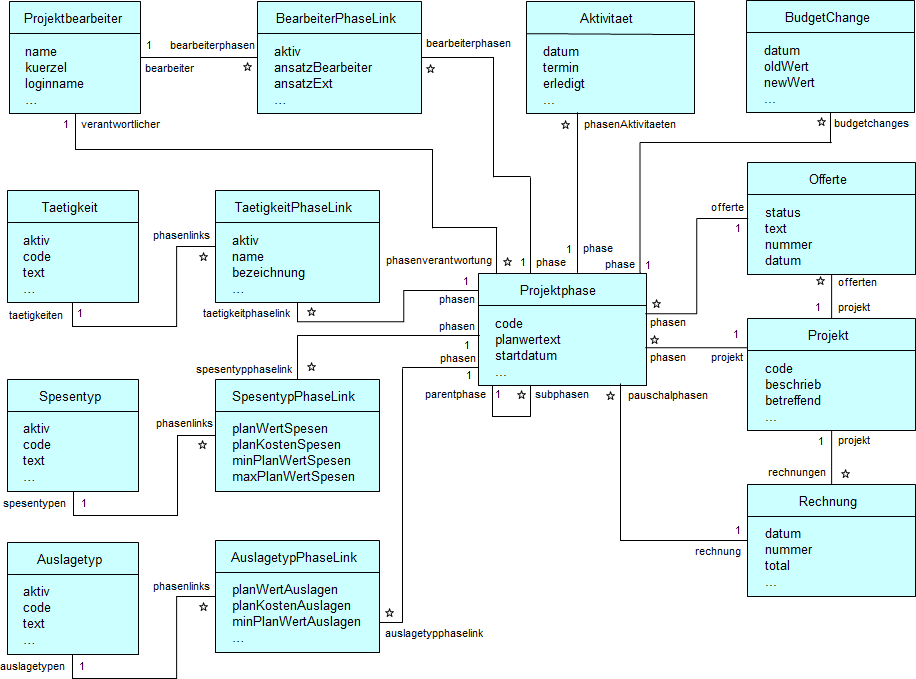 Projektbearbeiter
name
kuerzel
loginname
...
1
bearbeiterphasen
bearbeiter
☆
BearbeiterPhaseLink
aktiv
ansatzBearbeiter
ansatzExt
...
bearbeiterphasen
☆
Aktivitaet
datum
termin
erledigt
...
☆
phasenAktivitaeten
BudgetChange
datum
oldWert
newWert
...
☆
budgetchanges
1
verantwortlicher
Taetigkeit
aktiv
code
text
...
taetigkeiten
1
phasenlinks
☆
TaetigkeitPhaseLink
aktiv
name
bezeichnung
...
taetigkeitphaselink
☆
phasenverantwortung
☆
1
phase
1
phase
phase
1
1
phasen
Offerte
status
text
nummer
datum
offerte
1
☆
offerten
1
projekt
Projektphase
code
planwertext
startdatum
...
☆
phasen
☆
phasen
1
projekt
Projekt
code
beschrieb
betreffend
...
phasen
1
phasen
1
spesentypphaselink
☆
parentphase
1
☆
subphasen
☆
pauschalphasen
Spesentyp
aktiv
code
text
...
spesentypen
1
phasenlinks
☆
SpesentypPhaseLink
planWertSpesen
planKostenSpesen
minPlanWertSpesen
maxPlanWertSpesen
1
projekt
rechnungen
☆
Rechnung
datum
nummer
total
...
1
rechnung
Auslagetyp
aktiv
code
text
...
auslagetypen
1
phasenlinks
☆
AuslagetypPhaseLink
planWertAuslagen
planKostenAuslagen
minPlanWertAuslagen
...
☆
auslagetypphaselink